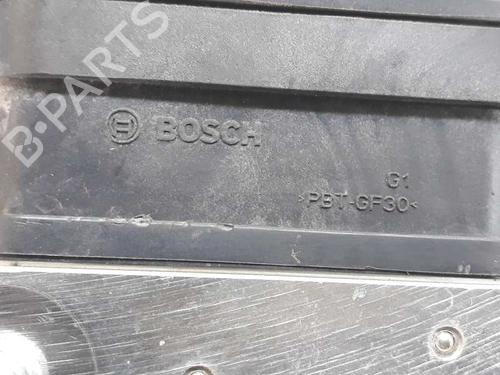 B-PARTS
BOSCH
G1
>PBT-GF30<